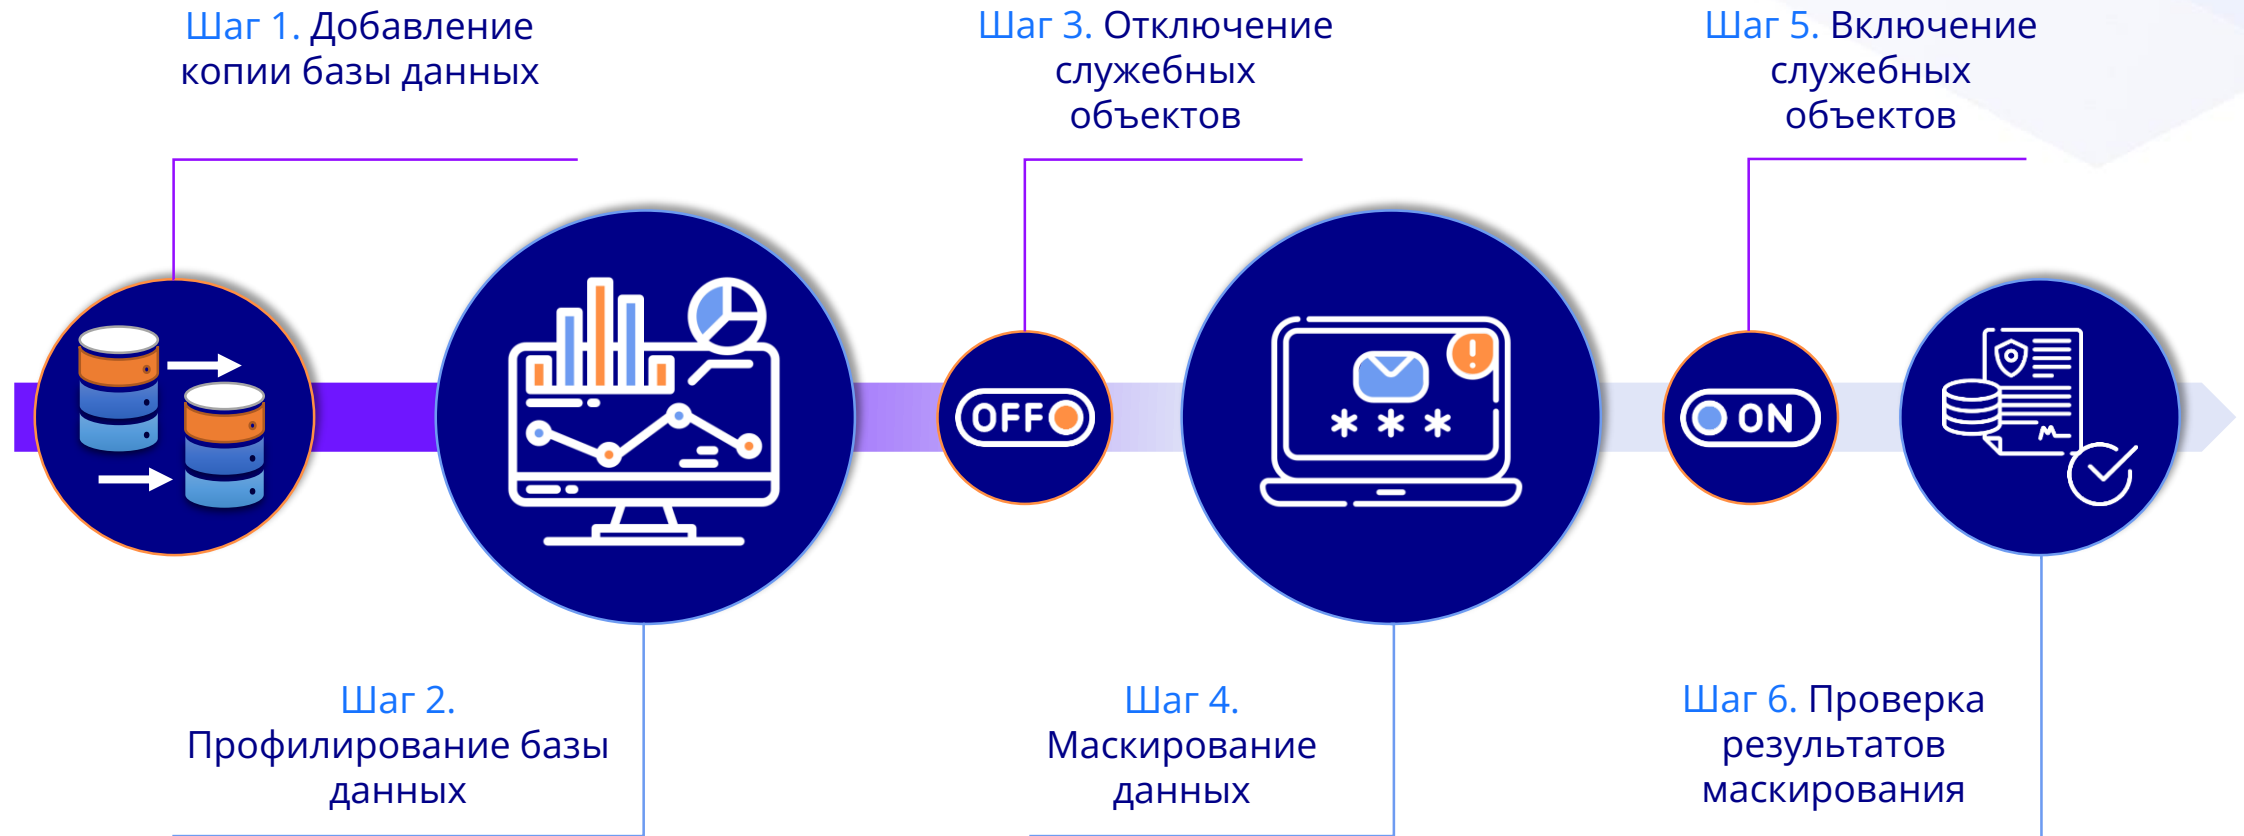 Шаг 1. Добавление
копии базы данных
Шаг 3. Отключение
служебных
объектов
Шаг 5. Включение
служебных
объектов
OFF
* * *
ON
Шаг 2.
Профилирование базы
данных
Шаг 4.
Маскирование
данных
Шаг 6. Проверка
результатов
маскирования